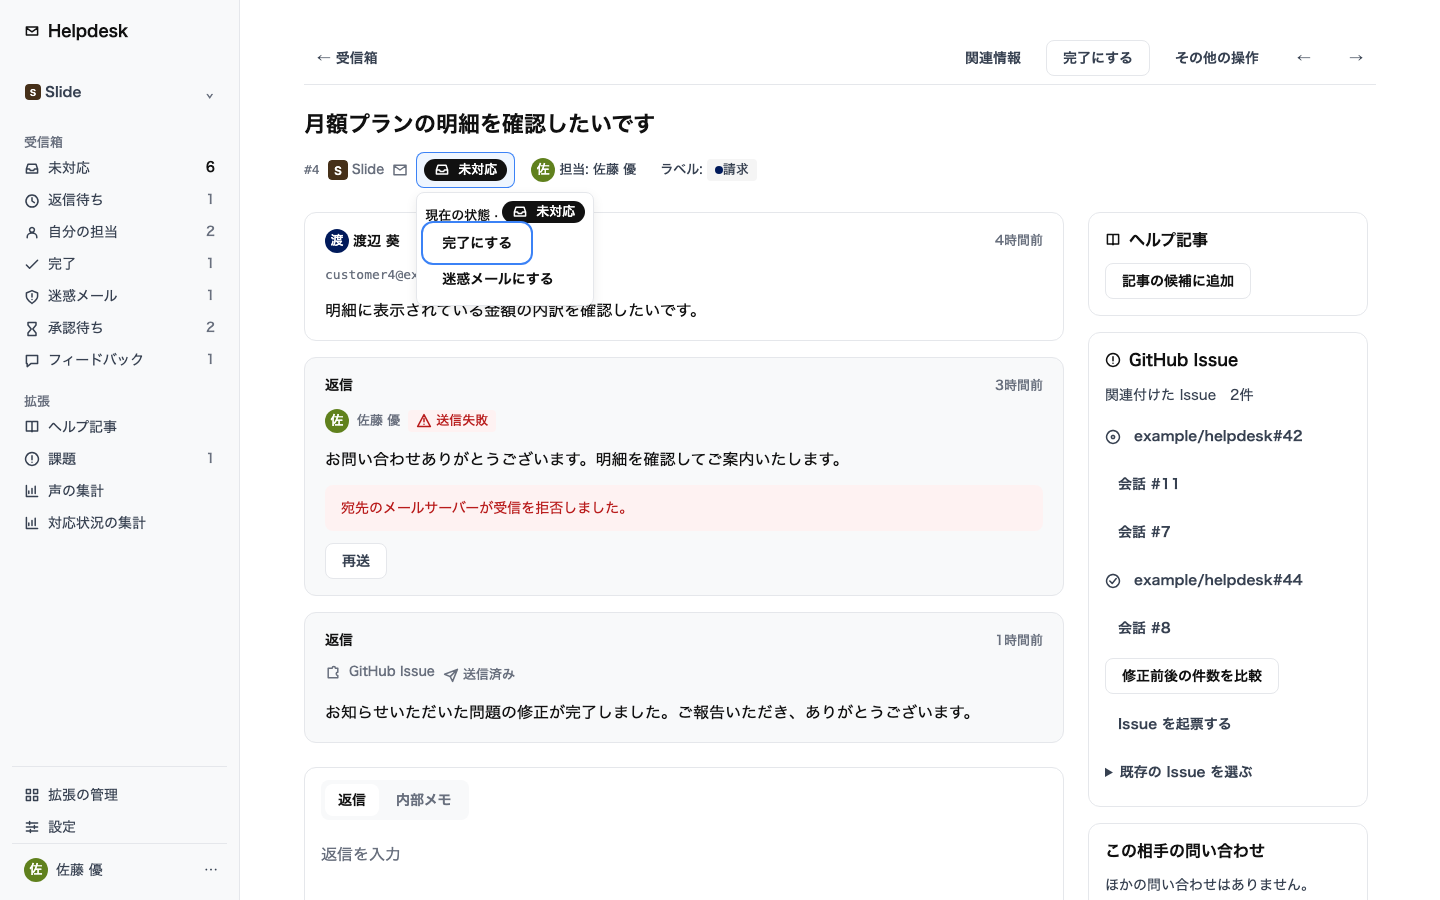 Helpdesk
S Slide
受信箱
未対応 6
返信待ち 1
自分の担当 2
完了 1
迷惑メール 1
承認待ち 2
フィードバック 1
拡張
ヘルプ記事
課題 1
声の集計
対応状況の集計
拡張の管理
設定
佐 佐藤 優 …
← 受信箱
関連情報 完了にする その他の操作 ← →
月額プランの明細を確認したいです
#4 S Slide 未対応 佐 担当: 佐藤 優 ラベル: 請求
現在の状態 · 未対応
完了にする
迷惑メールにする
渡 渡辺 葵 4時間前
customer4@ex
明細に表示されている金額の内訳を確認したいです。
返信 3時間前
佐 佐藤 優 送信失敗
お問い合わせありがとうございます。明細を確認してご案内いたします。
宛先のメールサーバーが受信を拒否しました。
再送
返信 1時間前
GitHub Issue 送信済み
お知らせいただいた問題の修正が完了しました。ご報告いただき、ありがとうございます。
返信 内部メモ
返信を入力
ヘルプ記事
記事の候補に追加
GitHub Issue
関連付けた Issue 2件
example/helpdesk#42
会話 #11
会話 #7
example/helpdesk#44
会話 #8
修正前後の件数を比較
Issue を起票する
▶ 既存の Issue を選ぶ
この相手の問い合わせ
ほかの問い合わせはありません。